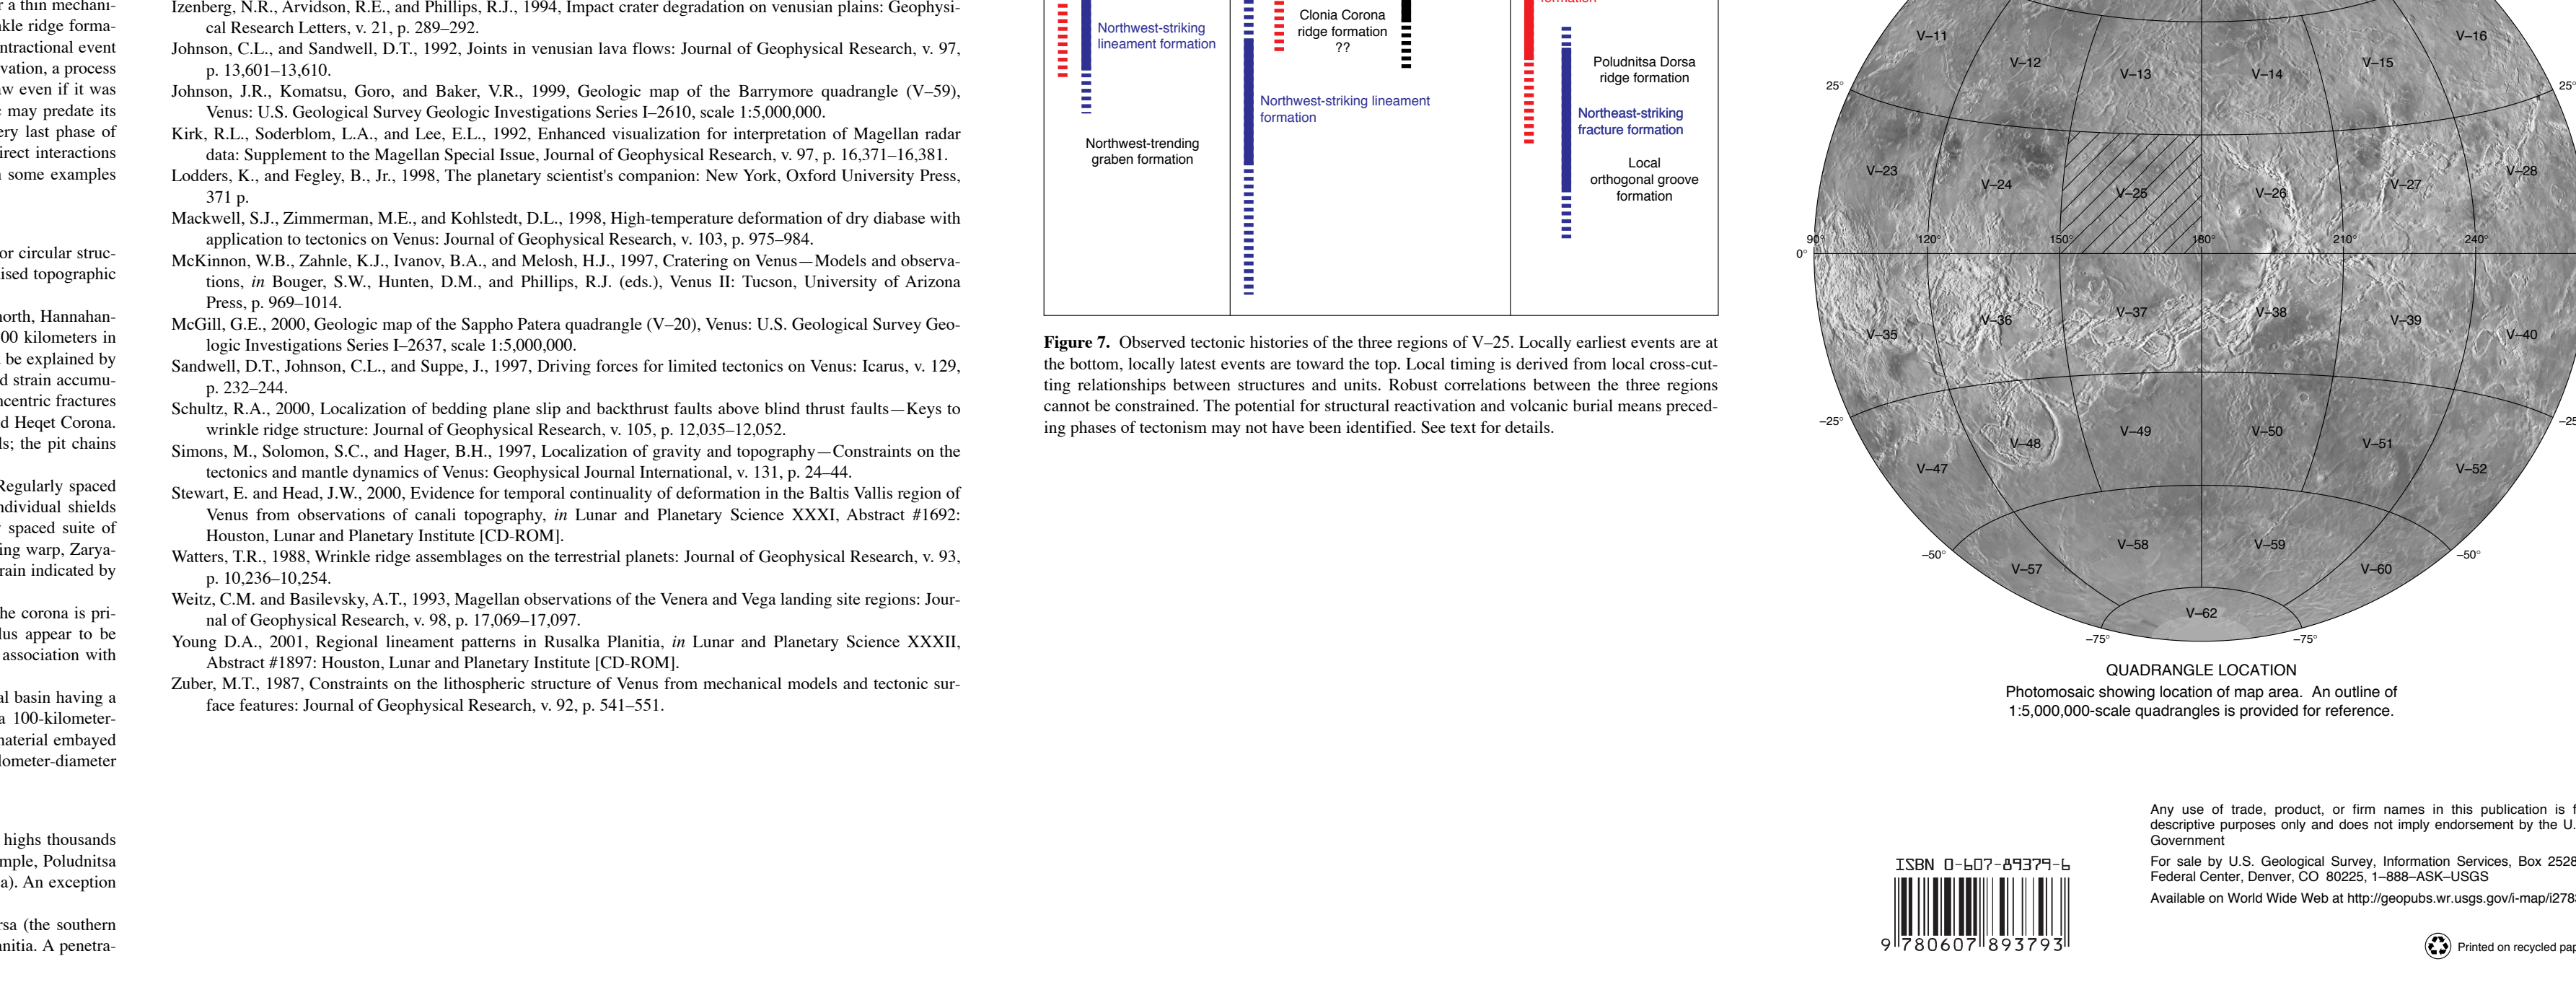 r a thin mechani-
nkle ridge forma-
ntractional event
vation, a process
aw even if it was
e may predate its
ery last phase of
irect interactions
n some examples
or circular struc-
ised topographic
north, Hannahan-
00 kilometers in
l be explained by
d strain accumu-
ncentric fractures
d Heqet Corona.
ls; the pit chains
Regularly spaced
ndividual shields
y spaced suite of
ing warp, Zarya-
rain indicated by
he corona is pri-
lus appear to be
association with
al basin having a
a 100-kilometer-
material embayed
lometer-diameter
highs thousands
mple, Poludnitsa
a). An exception
rsa (the southern
anitia. A penetra-
Izenberg, N.R., Arvidson, R.E., and Phillips, R.J., 1994, Impact crater degradation on venusian plains: Geophysi-
cal Research Letters, v. 21, p. 289–292.
Johnson, C.L., and Sandwell, D.T., 1992, Joints in venusian lava flows: Journal of Geophysical Research, v. 97,
p. 13,601–13,610.
Johnson, J.R., Komatsu, Goro, and Baker, V.R., 1999, Geologic map of the Barrymore quadrangle (V–59),
Venus: U.S. Geological Survey Geologic Investigations Series I–2610, scale 1:5,000,000.
Kirk, R.L., Soderblom, L.A., and Lee, E.L., 1992, Enhanced visualization for interpretation of Magellan radar
data: Supplement to the Magellan Special Issue, Journal of Geophysical Research, v. 97, p. 16,371–16,381.
Lodders, K., and Fegley, B., Jr., 1998, The planetary scientist's companion: New York, Oxford University Press,
371 p.
Mackwell, S.J., Zimmerman, M.E., and Kohlstedt, D.L., 1998, High-temperature deformation of dry diabase with
application to tectonics on Venus: Journal of Geophysical Research, v. 103, p. 975–984.
McKinnon, W.B., Zahnle, K.J., Ivanov, B.A., and Melosh, H.J., 1997, Cratering on Venus—Models and observa-
tions, in Bouger, S.W., Hunten, D.M., and Phillips, R.J. (eds.), Venus II: Tucson, University of Arizona
Press, p. 969–1014.
McGill, G.E., 2000, Geologic map of the Sappho Patera quadrangle (V–20), Venus: U.S. Geological Survey Geo-
logic Investigations Series I–2637, scale 1:5,000,000.
Sandwell, D.T., Johnson, C.L., and Suppe, J., 1997, Driving forces for limited tectonics on Venus: Icarus, v. 129,
p. 232–244.
Schultz, R.A., 2000, Localization of bedding plane slip and backthrust faults above blind thrust faults—Keys to
wrinkle ridge structure: Journal of Geophysical Research, v. 105, p. 12,035–12,052.
Simons, M., Solomon, S.C., and Hager, B.H., 1997, Localization of gravity and topography—Constraints on the
tectonics and mantle dynamics of Venus: Geophysical Journal International, v. 131, p. 24–44.
Stewart, E. and Head, J.W., 2000, Evidence for temporal continuity of deformation in the Baltis Vallis region of
Venus from observations of canali topography, in Lunar and Planetary Science XXXI, Abstract #1692:
Houston, Lunar and Planetary Institute [CD-ROM].
Watters, T.R., 1988, Wrinkle ridge assemblages on the terrestrial planets: Journal of Geophysical Research, v. 93,
p. 10,236–10,254.
Weitz, C.M. and Basilevsky, A.T., 1993, Magellan observations of the Venera and Vega landing site regions: Jour-
nal of Geophysical Research, v. 98, p. 17,069–17,097.
Young D.A., 2001, Regional lineament patterns in Rusalka Planitia, in Lunar and Planetary Science XXXII,
Abstract #1897: Houston, Lunar and Planetary Institute [CD-ROM].
Zuber, M.T., 1987, Constraints on the lithospheric structure of Venus from mechanical models and tectonic sur-
face features: Journal of Geophysical Research, v. 92, p. 541–551.
Northwest-striking
lineament formation
Northwest-trending
graben formation
Clonia Corona
ridge formation
??
Northwest-striking lineament
formation
formation
Poludnitsa Dorsa
ridge formation
Northeast-striking
fracture formation
Local
orthogonal groove
formation
Figure 7. Observed tectonic histories of the three regions of V–25. Locally earliest events are at
the bottom, locally latest events are toward the top. Local timing is derived from local cross-cut-
ting relationships between structures and units. Robust correlations between the three regions
cannot be constrained. The potential for structural reactivation and volcanic burial means preced-
ing phases of tectonism may not have been identified. See text for details.
V–11
V–12
V–13
V–14
V–15
V–16
25°
25°
V–23
V–24
V–25
V–26
V–27
V–28
90°
120°
150°
180°
210°
240°
0°
V–35
V–36
V–37
V–38
V–39
V–40
–25°
–25
V–47
V–48
V–49
V–50
V–51
V–52
–50°
–50°
V–57
V–58
V–59
V–60
V–62
–75°
–75°
QUADRANGLE LOCATION
Photomosaic showing location of map area. An outline of
1:5,000,000-scale quadrangles is provided for reference.
Any use of trade, product, or firm names in this publication is f
descriptive purposes only and does not imply endorsement by the U.
Government
For sale by U.S. Geological Survey, Information Services, Box 2528
Federal Center, Denver, CO 80225, 1–888–ASK–USGS
Available on World Wide Web at http://geopubs.wr.usgs.gov/i-map/i278
ISBN 0-607-89379-6
9 780607 893793
Printed on recycled pap